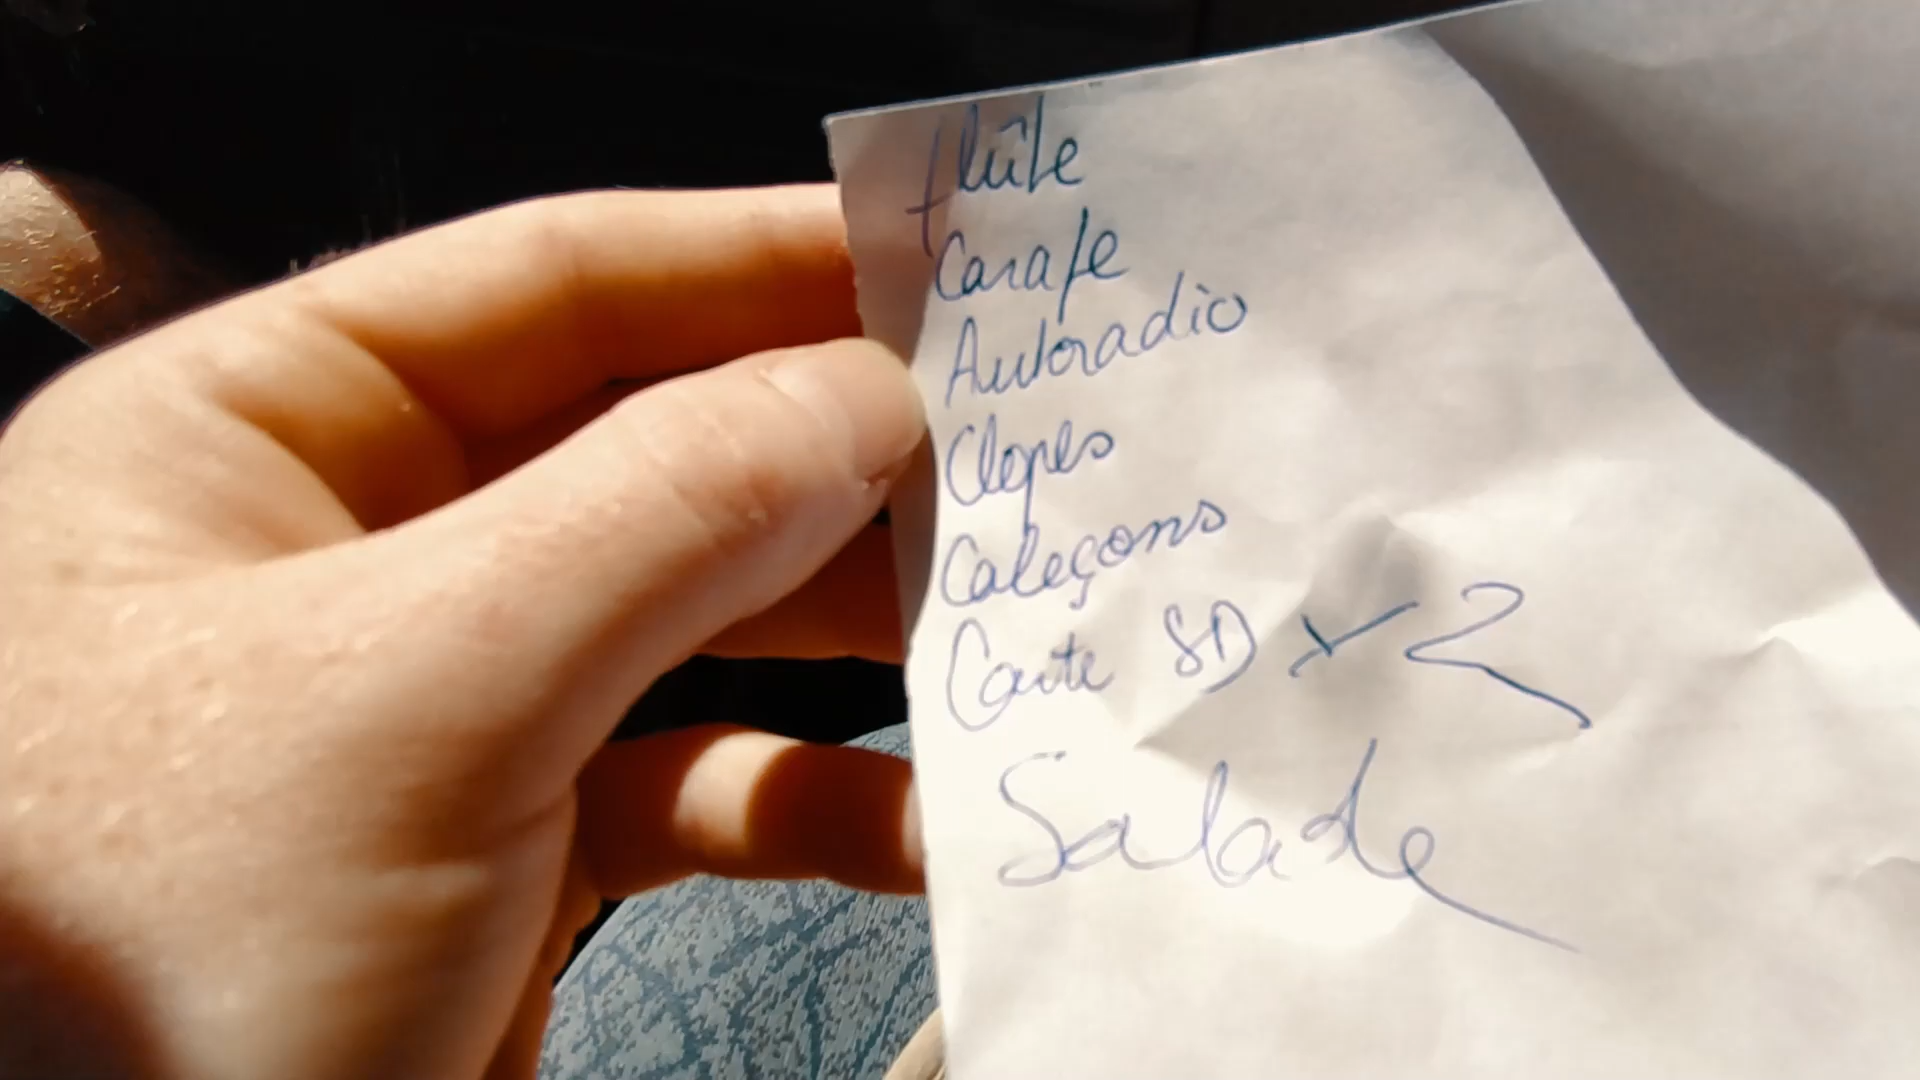 flûte
Carafe
Autoradio
Clopes
Caleçons
Carte SD x 2
Salade